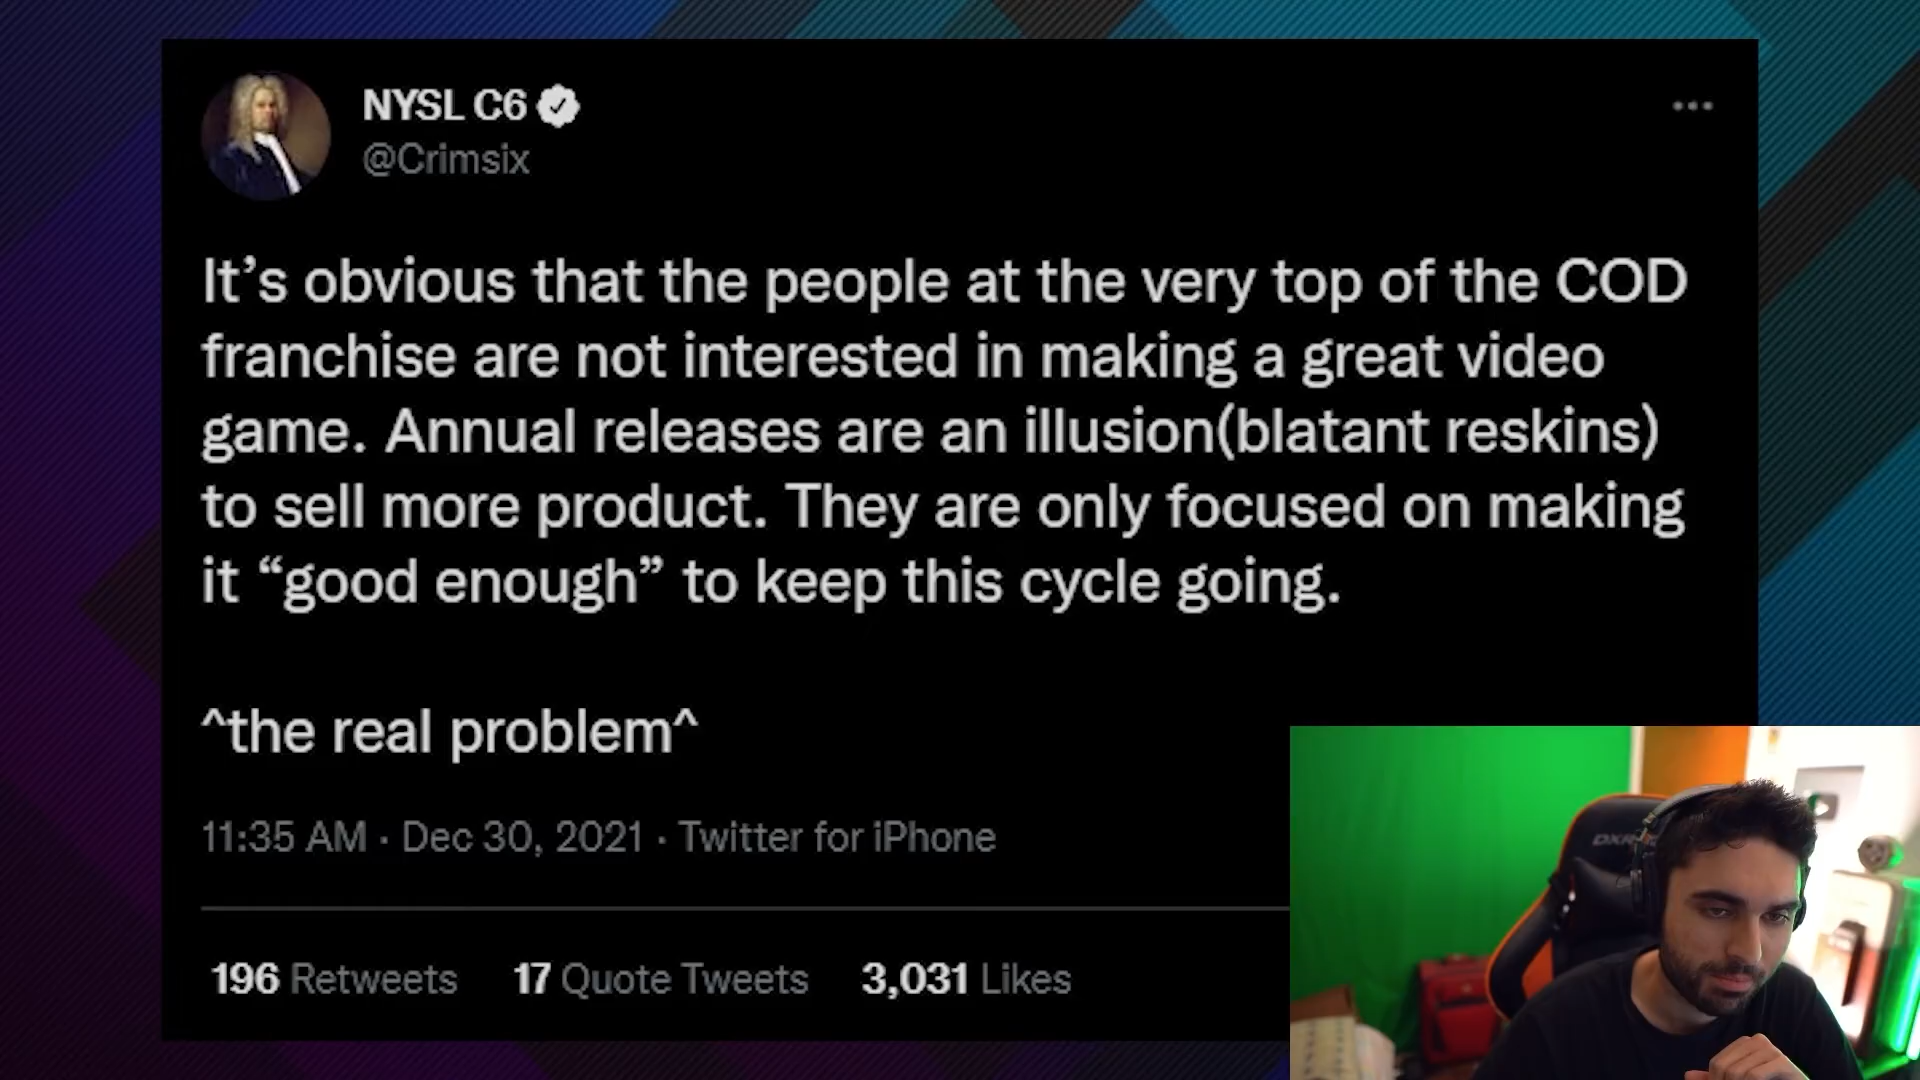 NYSL C6
@Crimsix
It’s obvious that the people at the very top of the COD
franchise are not interested in making a great video
game. Annual releases are an illusion(blatant reskins)
to sell more product. They are only focused on making
it “good enough” to keep this cycle going.
^the real problem^
11:35 AM · Dec 30, 2021 · Twitter for iPhone
196 Retweets 17 Quote Tweets 3,031 Likes